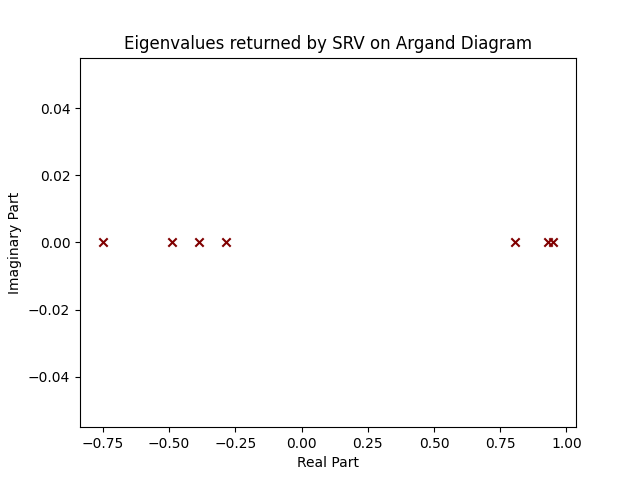 Eigenvalues returned by SRV on Argand Diagram
0.04
0.02
0.00
−0.02
−0.04
Imaginary Part
−0.75 −0.50 −0.25 0.00 0.25 0.50 0.75 1.00
Real Part